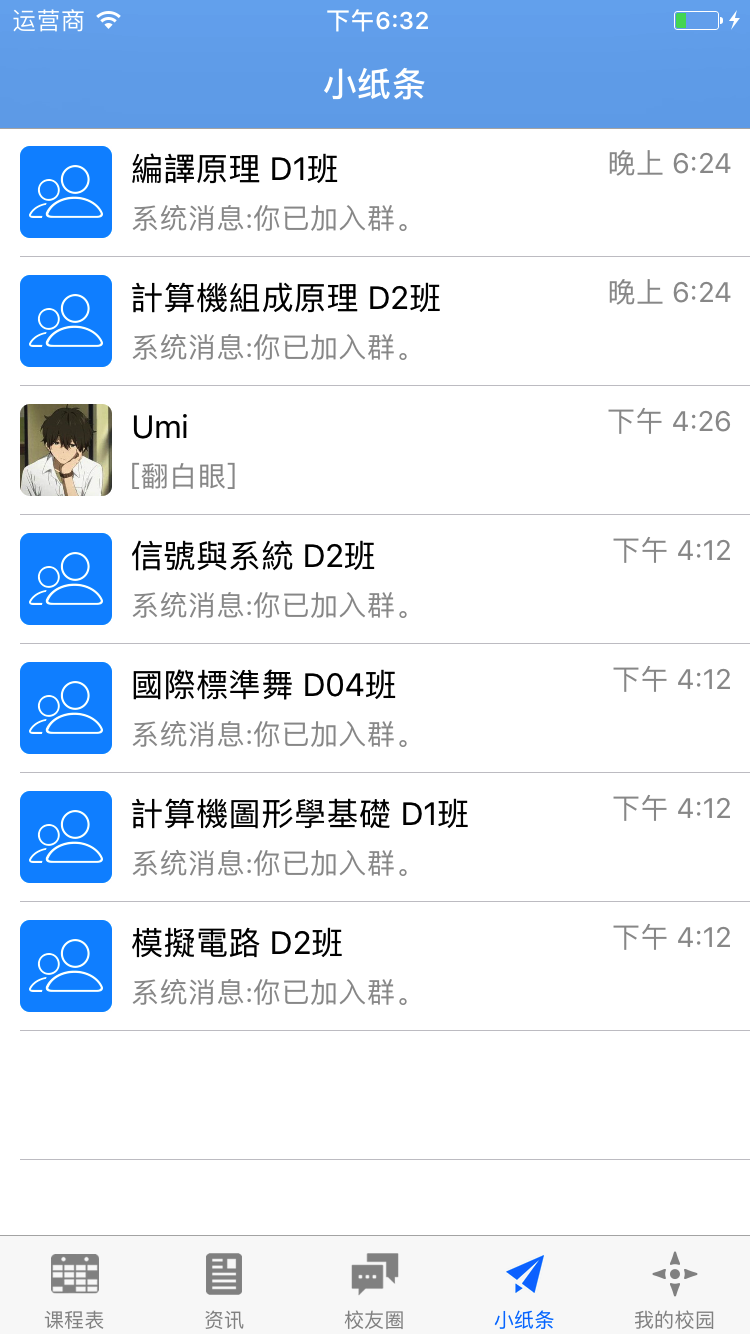 运营商 下午6:32
小纸条
編譯原理 D1班 晚上 6:24
系统消息:你已加入群。
計算機組成原理 D2班 晚上 6:24
系统消息:你已加入群。
Umi 下午 4:26
[翻白眼]
信號與系統 D2班 下午 4:12
系统消息:你已加入群。
國際標準舞 D04班 下午 4:12
系统消息:你已加入群。
計算機圖形學基礎 D1班 下午 4:12
系统消息:你已加入群。
模擬電路 D2班 下午 4:12
系统消息:你已加入群。
课程表 资讯 校友圈 小纸条 我的校园